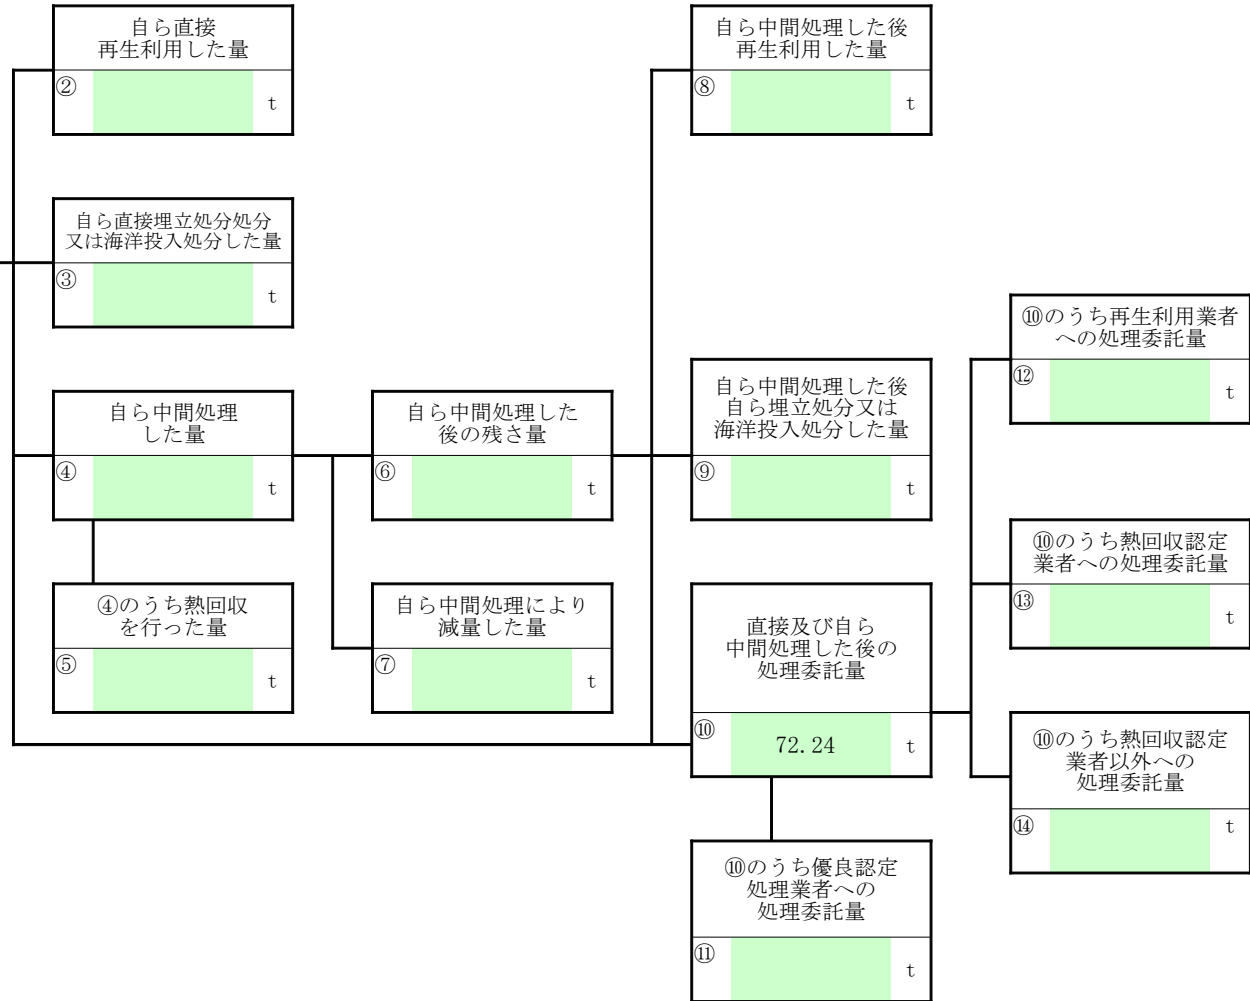 自ら直接
再生利用した量
②
t
自ら中間処理した後
再生利用した量
⑧
t
自ら直接埋立処分処分
又は海洋投入処分した量
③
t
⑩のうち再生利用業者
への処理委託量
⑫
t
自ら中間処理
した量
④
t
自ら中間処理した
後の残さ量
⑥
t
自ら中間処理した後
自ら埋立処分又は
海洋投入処分した量
⑨
t
⑩のうち熱回収認定
業者への処理委託量
⑬
t
④のうち熱回収
を行った量
⑤
t
自ら中間処理により
減量した量
⑦
t
直接及び自ら
中間処理した後の
処理委託量
⑩
72.24
t
⑩のうち熱回収認定
業者以外への
処理委託量
⑭
t
⑩のうち優良認定
処理業者への
処理委託量
⑪
t